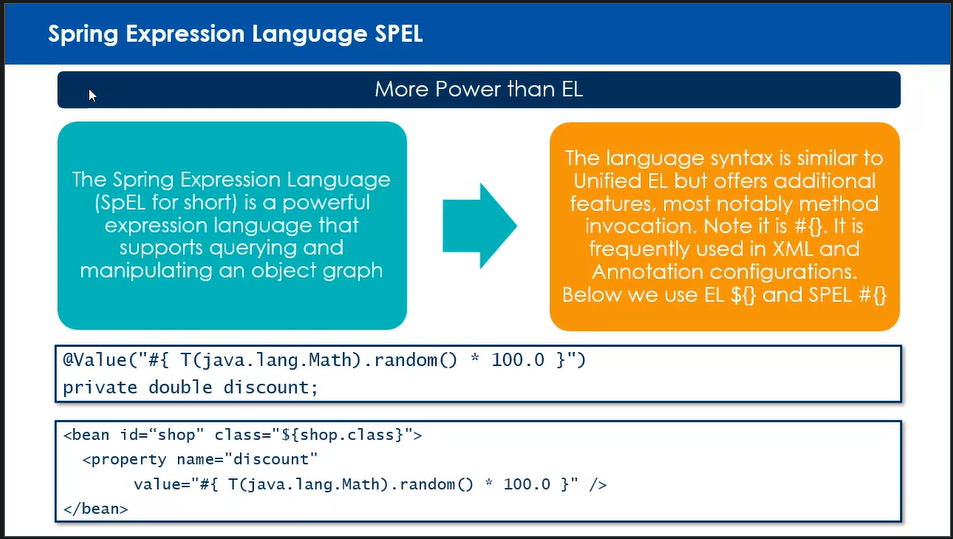 Spring Expression Language SPEL
More Power than EL
The Spring Expression Language
(SpEL for short) is a powerful
expression language that
supports querying and
manipulating an object graph
The language syntax is similar to
Unified EL but offers additional
features, most notably method
invocation. Note it is #{}. It is
frequently used in XML and
Annotation configurations.
Below we use EL ${} and SPEL #{}
@Value("#{ T(java.lang.Math).random() * 100.0 }")
private double discount;
<bean id=“shop" class="${shop.class}">
<property name="discount"
value="#{ T(java.lang.Math).random() * 100.0 }" />
</bean>